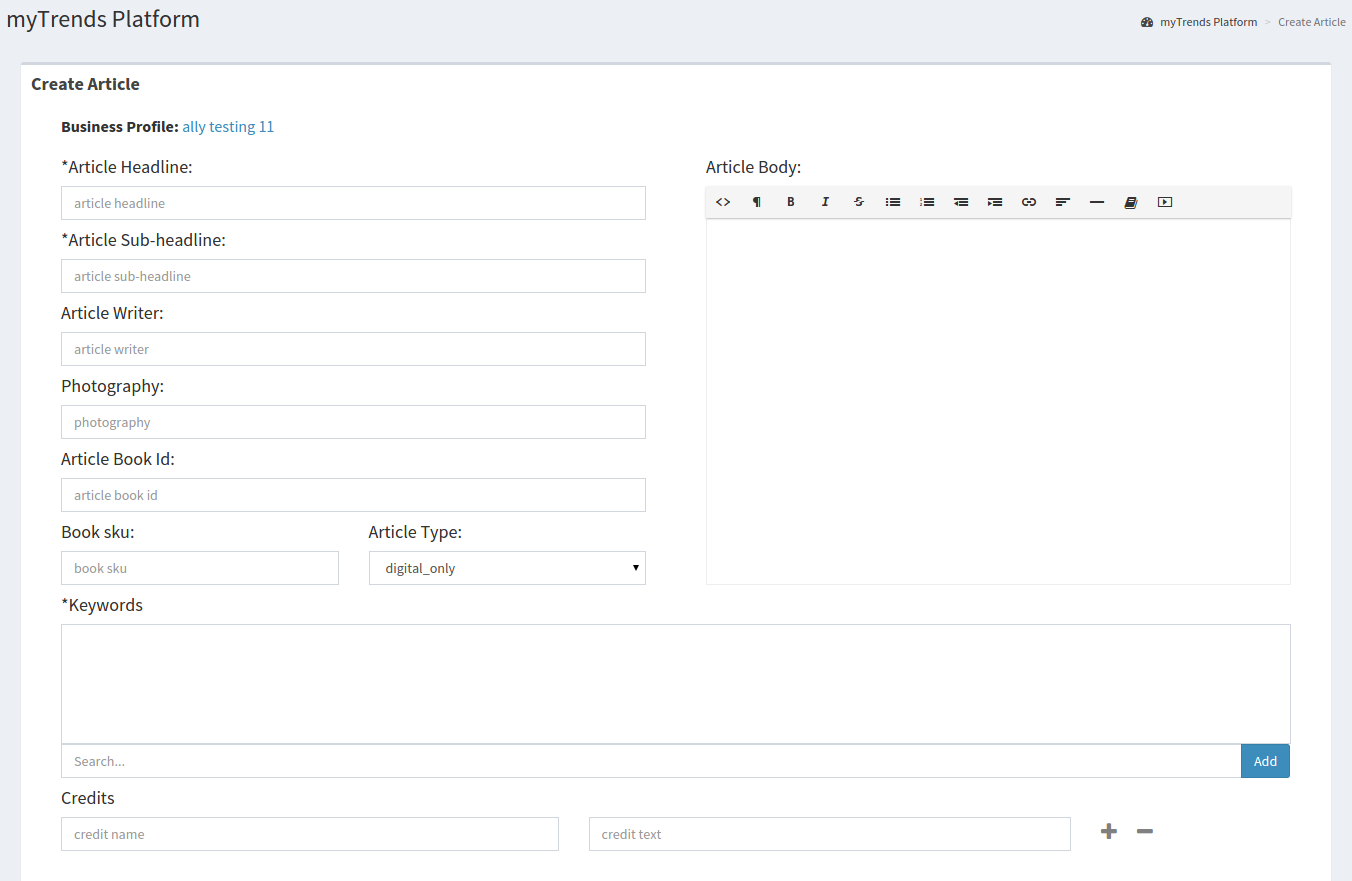 myTrends Platform
myTrends Platform > Create Article
Create Article
Business Profile: ally testing 11
*Article Headline:
article headline
*Article Sub-headline:
article sub-headline
Article Writer:
article writer
Photography:
photography
Article Book Id:
article book id
Book sku:
book sku
Article Type:
digital_only
Article Body:
<> ¶ B I S
*Keywords
Search...
Add
Credits
credit name
credit text